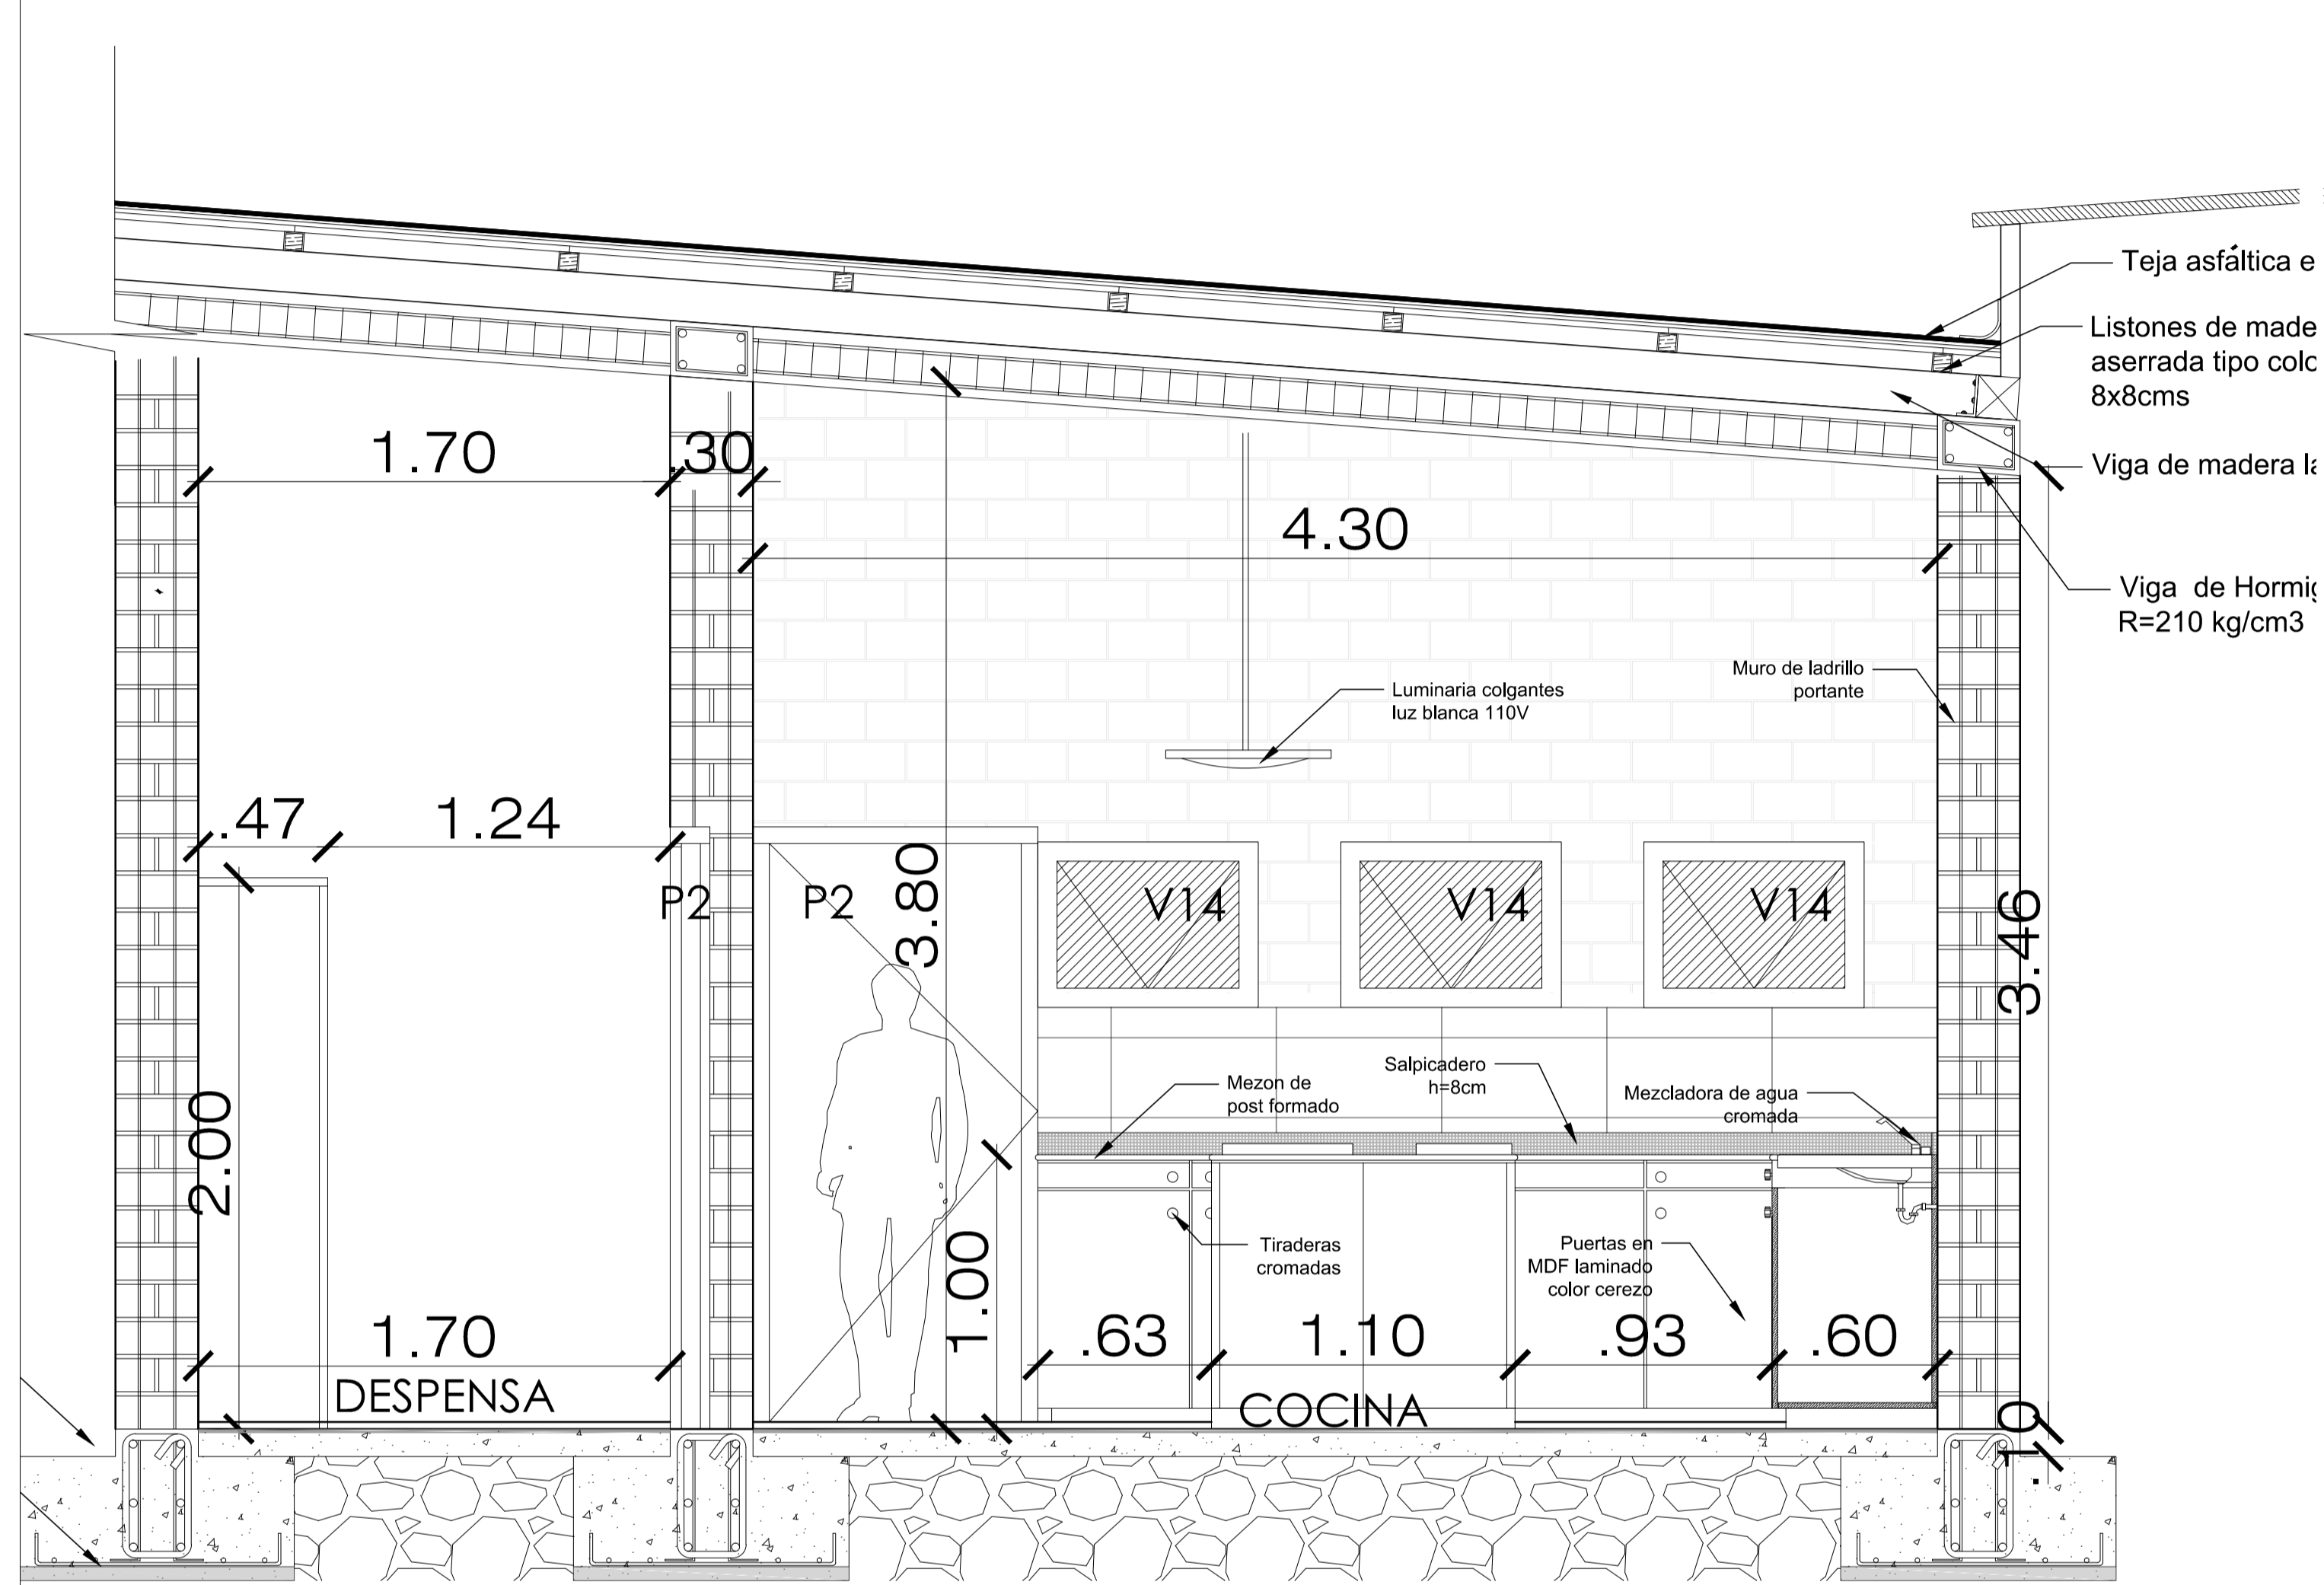 Teja asfáltica e
Listones de made
aserrada tipo colo
8x8cms
Viga de madera la
Viga de Hormig
R=210 kg/cm3
1.70
.30
4.30
Muro de ladrillo
portante
Luminaria colgantes
luz blanca 110V
.47
1.24
P2
P2
3.80
V14
V14
V14
3.46
2.00
Mezon de
post formado
Salpicadero
h=8cm
Mezcladora de agua
cromada
Tiraderas
cromadas
Puertas en
MDF laminado
color cerezo
1.00
1.70
.63
1.10
.93
.60
DESPENSA
COCINA
.10